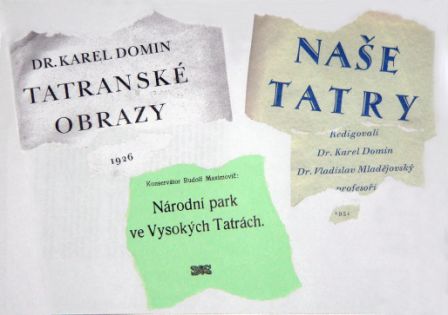 DR. KAREL DOMIN
TATRANSKÉ
OBRAZY
1926
NAŠE
TATRY
Redigovali
Dr. Karel Domin
Dr. Vladislav Mladějovský
profesoři
Konservátor Rudolf Maximovič:
Národní park
ve Vysokých Tatrách.